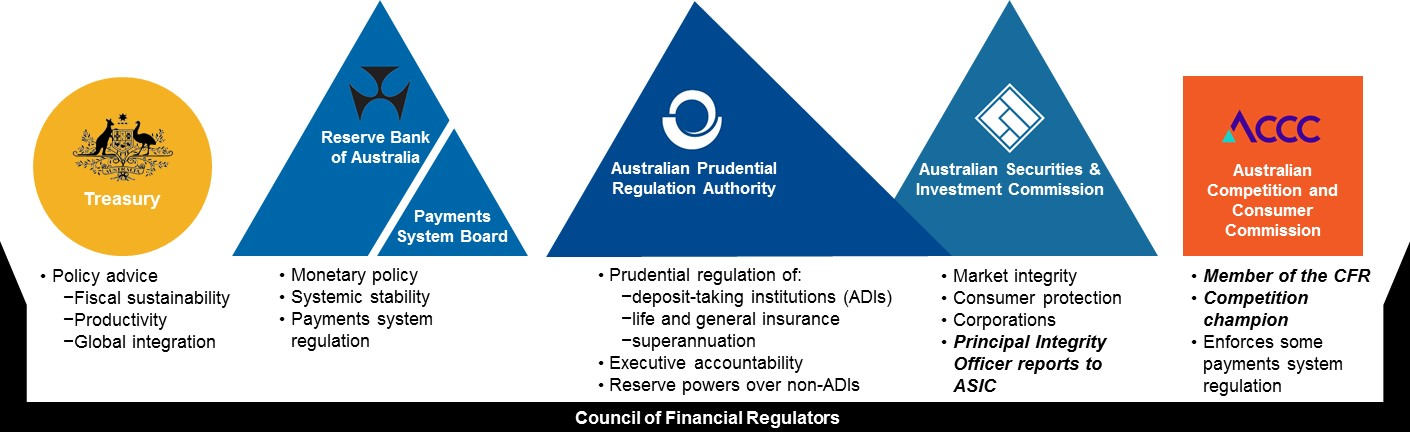 AUSTRALIA
Treasury
• Policy advice
−Fiscal sustainability
−Productivity
−Global integration
Reserve Bank
of Australia
Payments
System Board
• Monetary policy
• Systemic stability
• Payments system
regulation
Australian Prudential
Regulation Authority
• Prudential regulation of:
−deposit-taking institutions (ADIs)
−life and general insurance
−superannuation
• Executive accountability
• Reserve powers over non-ADIs
Australian Securities &
Investment Commission
• Market integrity
• Consumer protection
• Corporations
• Principal Integrity
Officer reports to
ASIC
ACCC
Australian
Competition and
Consumer
Commission
• Member of the CFR
• Competition
champion
• Enforces some
payments system
regulation
Council of Financial Regulators